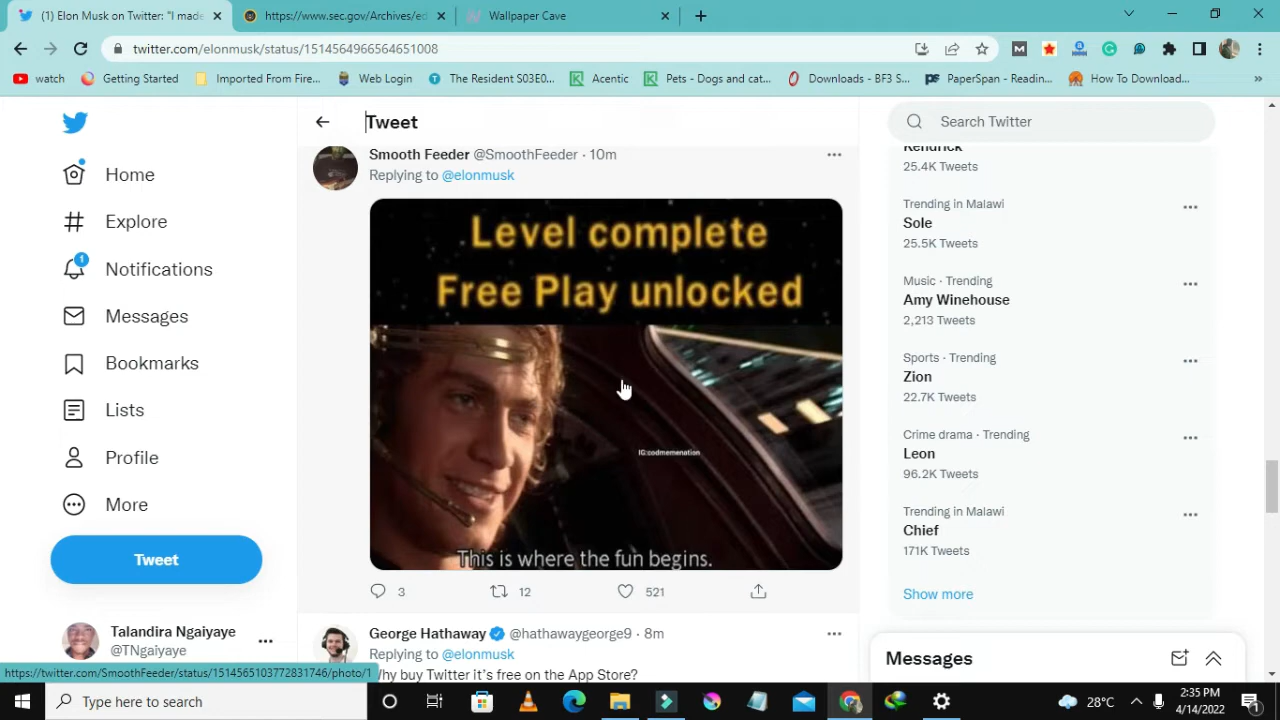 (1) Elon Musk on Twitter: "I made
https://www.sec.gov/Archives/ed
Wallpaper Cave
twitter.com/elonmusk/status/1514564966564651008
watch
Getting Started
Imported From Fire...
Web Login
The Resident S03E0...
Acentic
Pets - Dogs and cat...
Downloads - BF3 S...
PaperSpan - Readin...
How To Download...
Home
Explore
1
Notifications
Messages
Bookmarks
Lists
Profile
More
Tweet
Talandira Ngaiyaye
@TNgaiyaye
Tweet
Smooth Feeder @SmoothFeeder · 10m
Replying to @elonmusk
Level complete
Free Play unlocked
IG:codmemenation
This is where the fun begins.
3
12
521
George Hathaway @hathawaygeorge9 · 8m
Replying to @elonmusk
Why buy Twitter it's free on the App Store?
Search Twitter
Kendrick
25.4K Tweets
Trending in Malawi
Sole
25.5K Tweets
Music · Trending
Amy Winehouse
2,213 Tweets
Sports · Trending
Zion
22.7K Tweets
Crime drama · Trending
Leon
96.2K Tweets
Trending in Malawi
Chief
171K Tweets
Show more
Messages
https://twitter.com/SmoothFeeder/status/1514565103772831746/photo/1
Type here to search
28°C
2:35 PM
4/14/2022
1